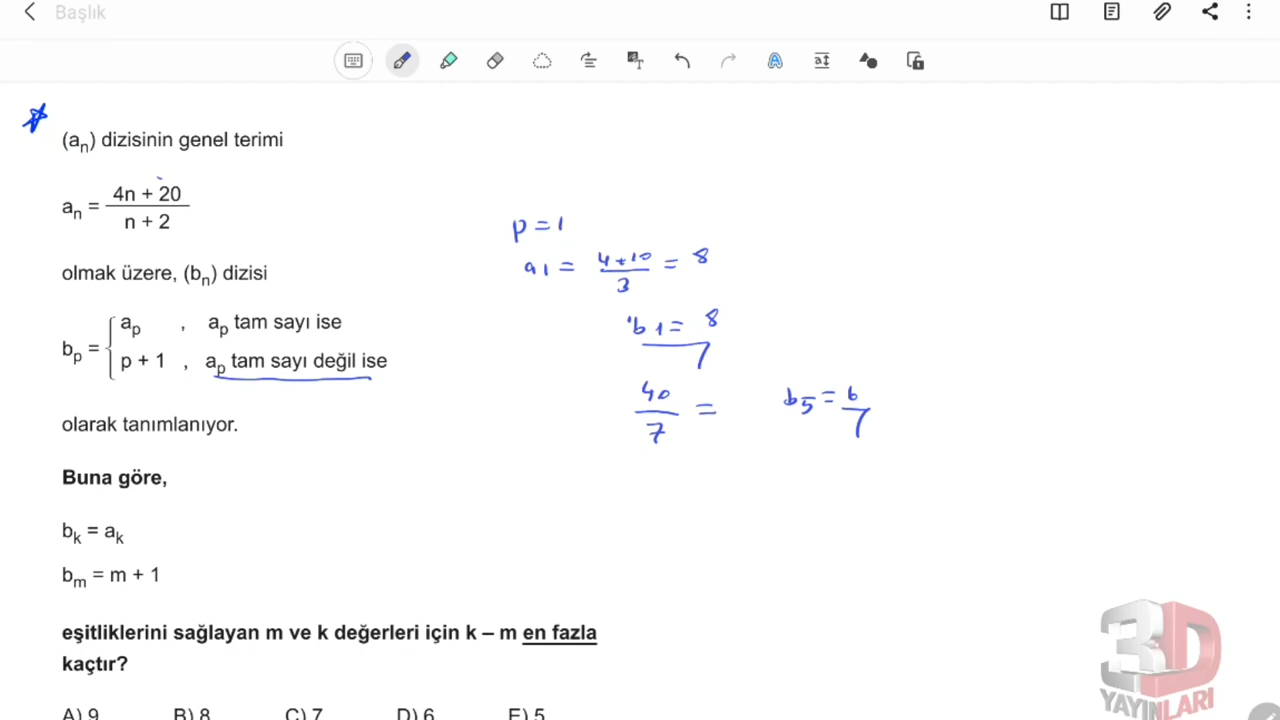 Başlık
(aₙ) dizisinin genel terimi
aₙ = (4n + 20) / (n + 2)
olmak üzere, (bₙ) dizisi
bₚ = { aₚ , aₚ tam sayı ise
p + 1 , aₚ tam sayı değil ise
olarak tanımlanıyor.
Buna göre,
bₖ = aₖ
bₘ = m + 1
eşitliklerini sağlayan m ve k değerleri için k – m en fazla
kaçtır?
A) 9 B) 8 C) 7 D) 6 E) 5
p = 1
a1 = (4+10) / 3 = 8
b1 = 8
40 / 7 =
b5 = 6
3D
YAYINLARI